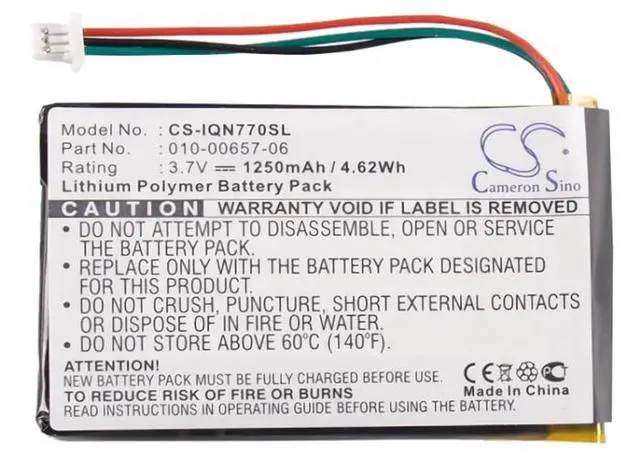 Model No. : CS-IQN770SL
Part No. : 010-00657-06
Rating : 3.7V 1250mAh / 4.62Wh
Lithium Polymer Battery Pack
CS
Cameron Sino
CAUTION WARRANTY VOID IF LABEL IS REMOVED
• DO NOT ATTEMPT TO DISASSEMBLE, OPEN OR SERVICE
THE BATTERY PACK.
• REPLACE ONLY WITH THE BATTERY PACK DESIGNATED
FOR THIS PRODUCT.
• DO NOT CRUSH, PUNCTURE, SHORT EXTERNAL CONTACTS
OR DISPOSE OF IN FIRE OR WATER.
• DO NOT STORE ABOVE 60°C (140°F).
ATTENTION!
NEW BATTERY PACK MUST BE FULLY CHARGED BEFORE USE
TO REDUCE RISK OF FIRE OR BURNS
READ OPERATING GUIDE BEFORE USING BATTERY
CE
Made In China